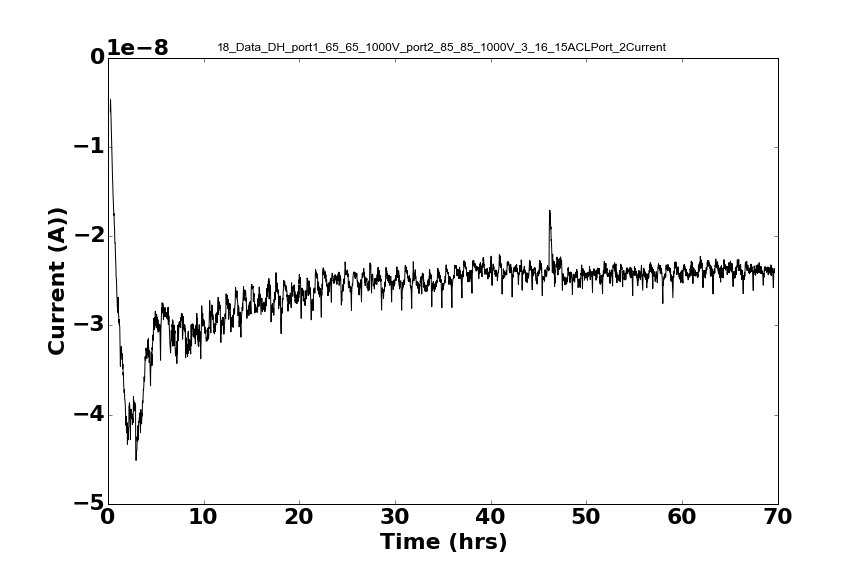 1e−8
18_Data_DH_port1_65_65_1000V_port2_85_85_1000V_3_16_15ACLPort_2Current
0
−1
−2
−3
−4
−5
Current (A))
0 10 20 30 40 50 60 70
Time (hrs)